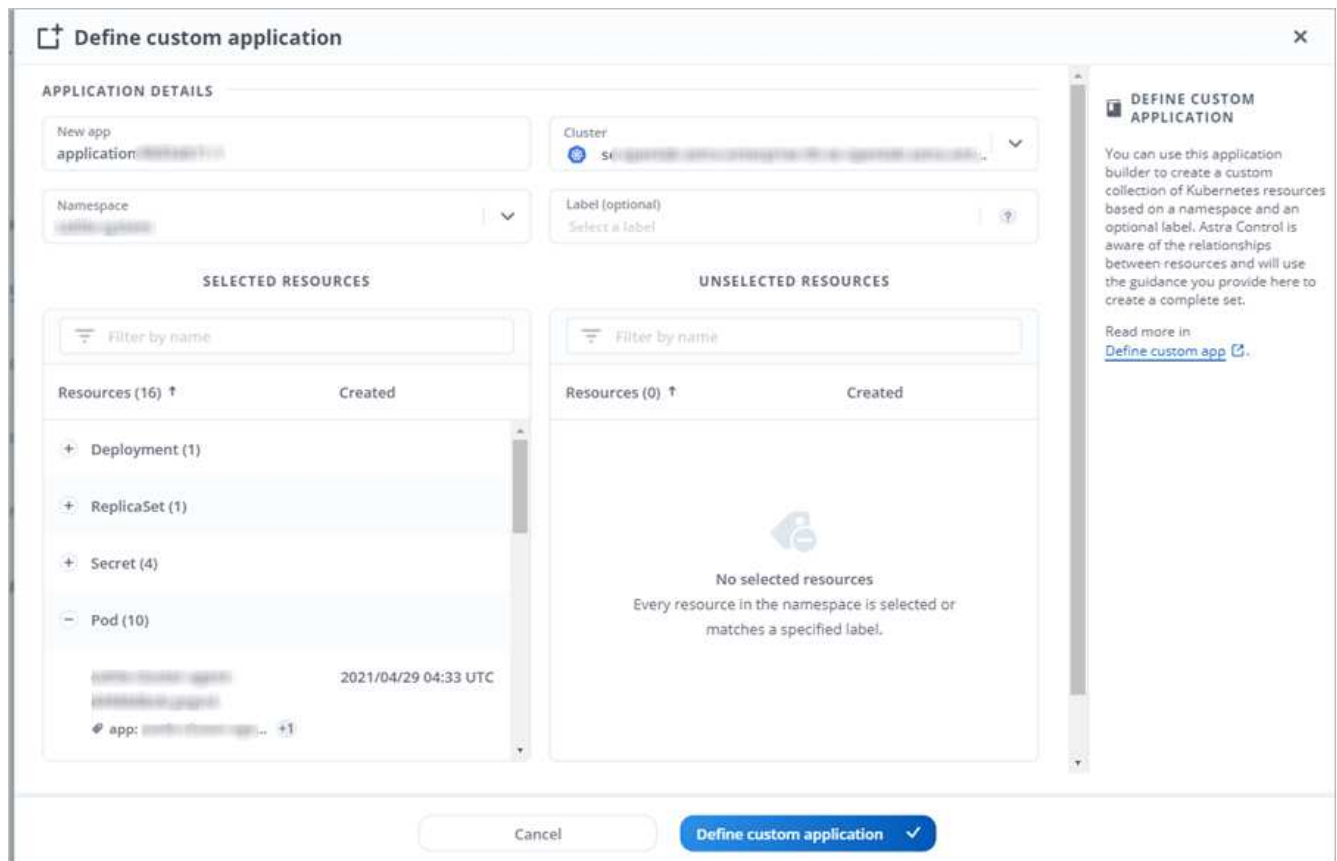 Define custom application
APPLICATION DETAILS
New app
application
Cluster
Namespace
Label (optional)
Select a label
?
SELECTED RESOURCES
UNSELECTED RESOURCES
Filter by name
Resources (16) ↑ Created
Deployment (1)
ReplicaSet (1)
Secret (4)
Pod (10)
2021/04/29 04:33 UTC
app: ... +1
Filter by name
Resources (0) ↑ Created
No selected resources
Every resource in the namespace is selected or
matches a specified label.
DEFINE CUSTOM
APPLICATION
You can use this application
builder to create a custom
collection of Kubernetes resources
based on a namespace and an
optional label. Astra Control is
aware of the relationships
between resources and will use
the guidance you provide here to
create a complete set.
Read more in
Define custom app.
Cancel
Define custom application